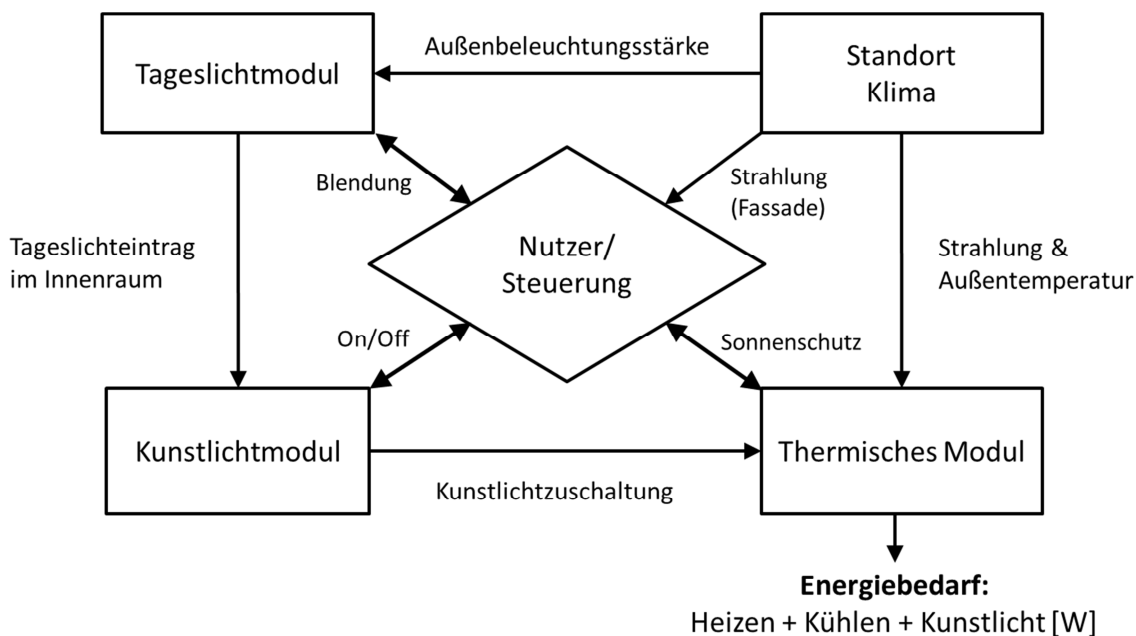 Außenbeleuchtungsstärke
Tageslichtmodul
Standort
Klima
Blendung
Strahlung
(Fassade)
Tageslichteintrag
im Innenraum
Nutzer/
Steuerung
Strahlung &
Außentemperatur
On/Off
Sonnenschutz
Kunstlichtmodul
Thermisches Modul
Kunstlichtzuschaltung
Energiebedarf:
Heizen + Kühlen + Kunstlicht [W]